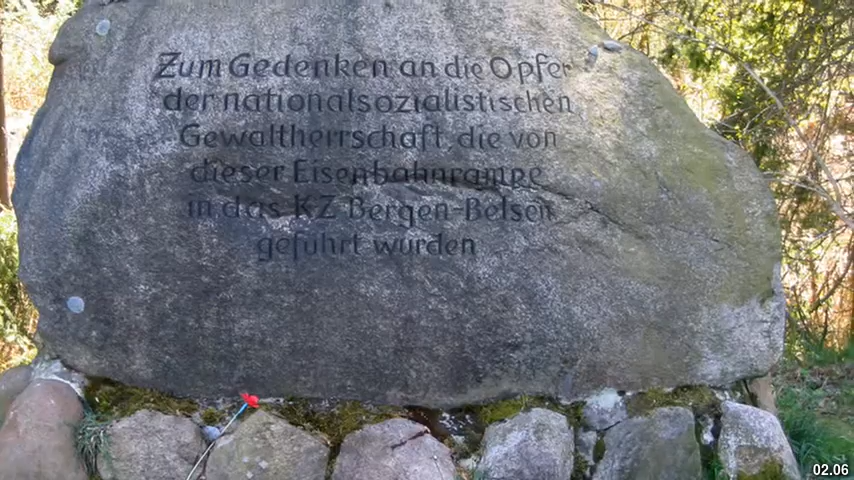 Zum Gedenken an die Opfer
der nationalsozialistischen
Gewaltherrschaft, die von
dieser Eisenbahnrampe
in das KZ Bergen-Belsen
geführt wurden
02.06